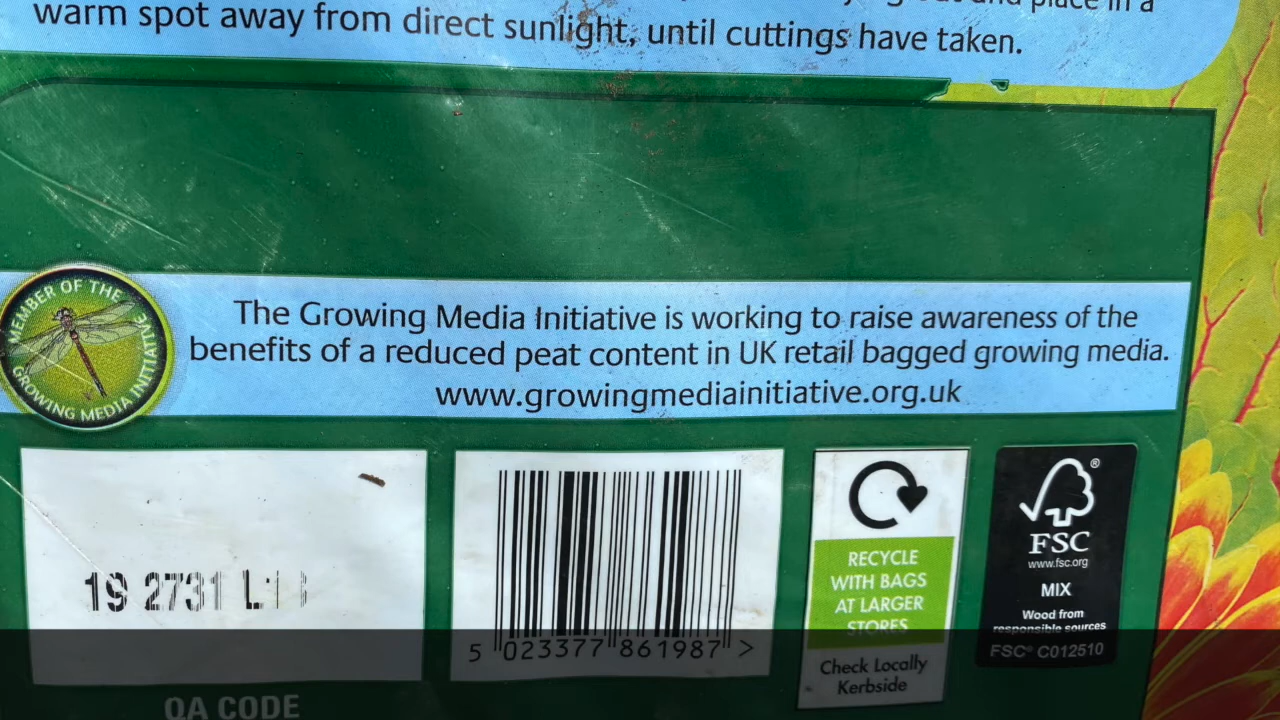 and place in a
warm spot away from direct sunlight, until cuttings have taken.
MEMBER OF THE
GROWING MEDIA INITIATIVE
The Growing Media Initiative is working to raise awareness of the
benefits of a reduced peat content in UK retail bagged growing media.
www.growingmediainitiative.org.uk
19 2731 L:
QA CODE
5 023377 861987 >
RECYCLE
WITH BAGS
AT LARGER
STORES
Check Locally
Kerbside
®
FSC
www.fsc.org
MIX
Wood from
responsible sources
FSC® C012510